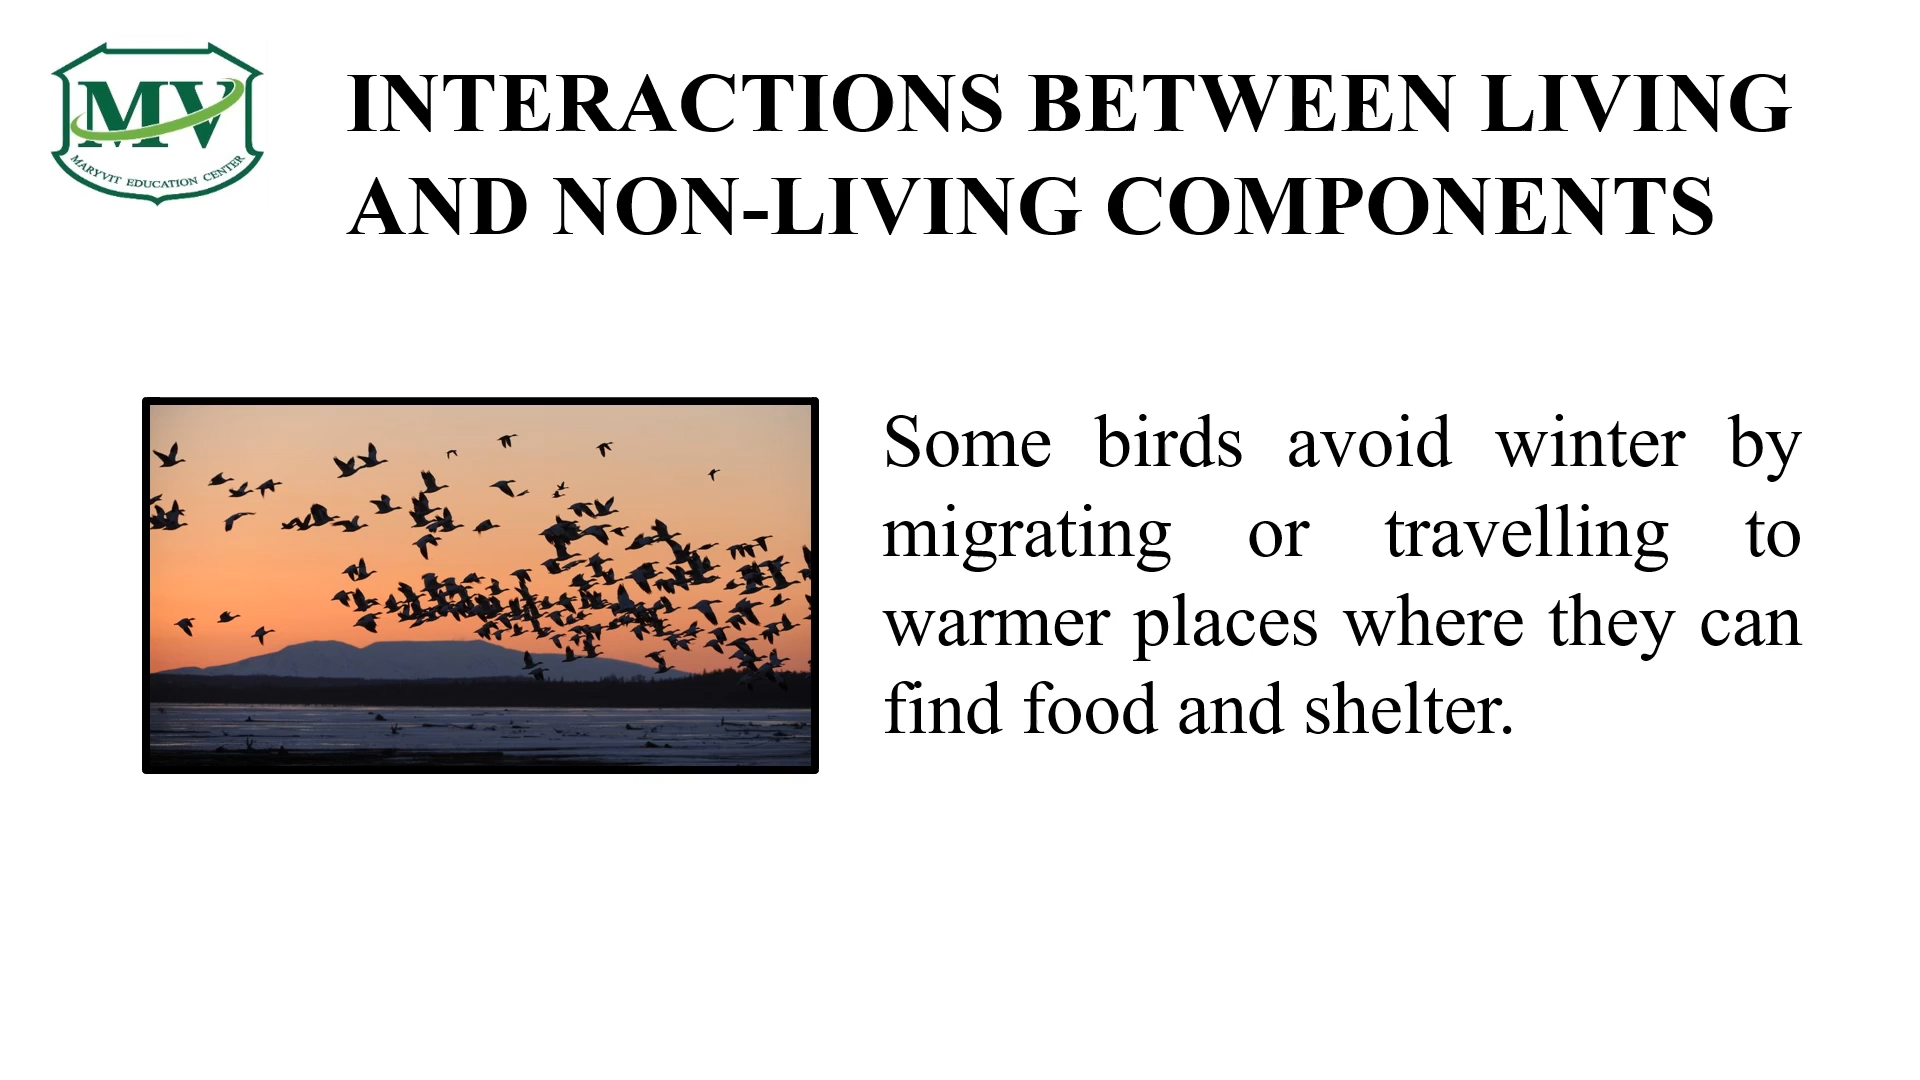 MV
MARYVIT EDUCATION CENTER
INTERACTIONS BETWEEN LIVING
AND NON-LIVING COMPONENTS
Some birds avoid winter by
migrating or travelling to
warmer places where they can
find food and shelter.